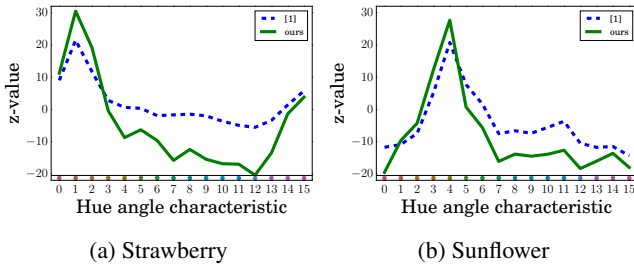 30
20
10
0
−10
−20
z-value
[1]
ours
0 1 2 3 4 5 6 7 8 9 10 11 12 13 14 15
Hue angle characteristic
(a) Strawberry
30
20
10
0
−10
−20
z-value
[1]
ours
0 1 2 3 4 5 6 7 8 9 10 11 12 13 14 15
Hue angle characteristic
(b) Sunflower